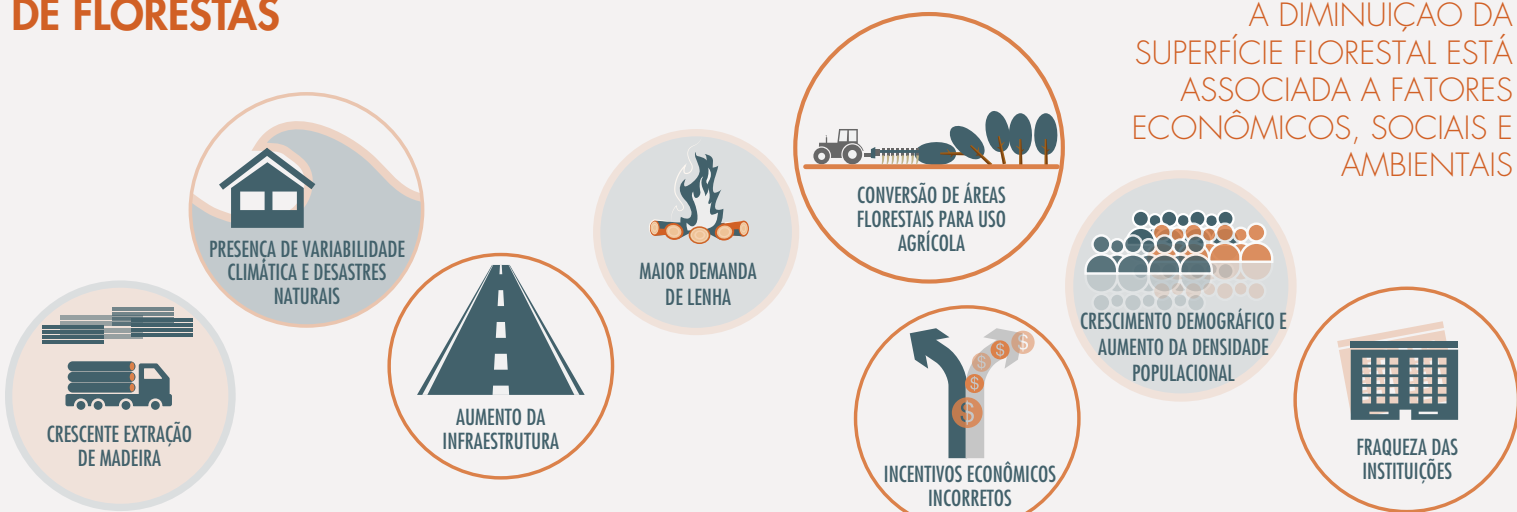 DE FLORESTAS
A DIMINUIÇÃO DA
SUPERFÍCIE FLORESTAL ESTÁ
ASSOCIADA A FATORES
ECONÔMICOS, SOCIAIS E
AMBIENTAIS
PRESENÇA DE VARIABILIDADE
CLIMÁTICA E DESASTRES
NATURAIS
CRESCENTE EXTRAÇÃO
DE MADEIRA
AUMENTO DA
INFRAESTRUTURA
MAIOR DEMANDA
DE LENHA
CONVERSÃO DE ÁREAS
FLORESTAIS PARA USO
AGRÍCOLA
$
$
$
$
$
INCENTIVOS ECONÔMICOS
INCORRETOS
CRESCIMENTO DEMOGRÁFICO E
AUMENTO DA DENSIDADE
POPULACIONAL
FRAQUEZA DAS
INSTITUIÇÕES